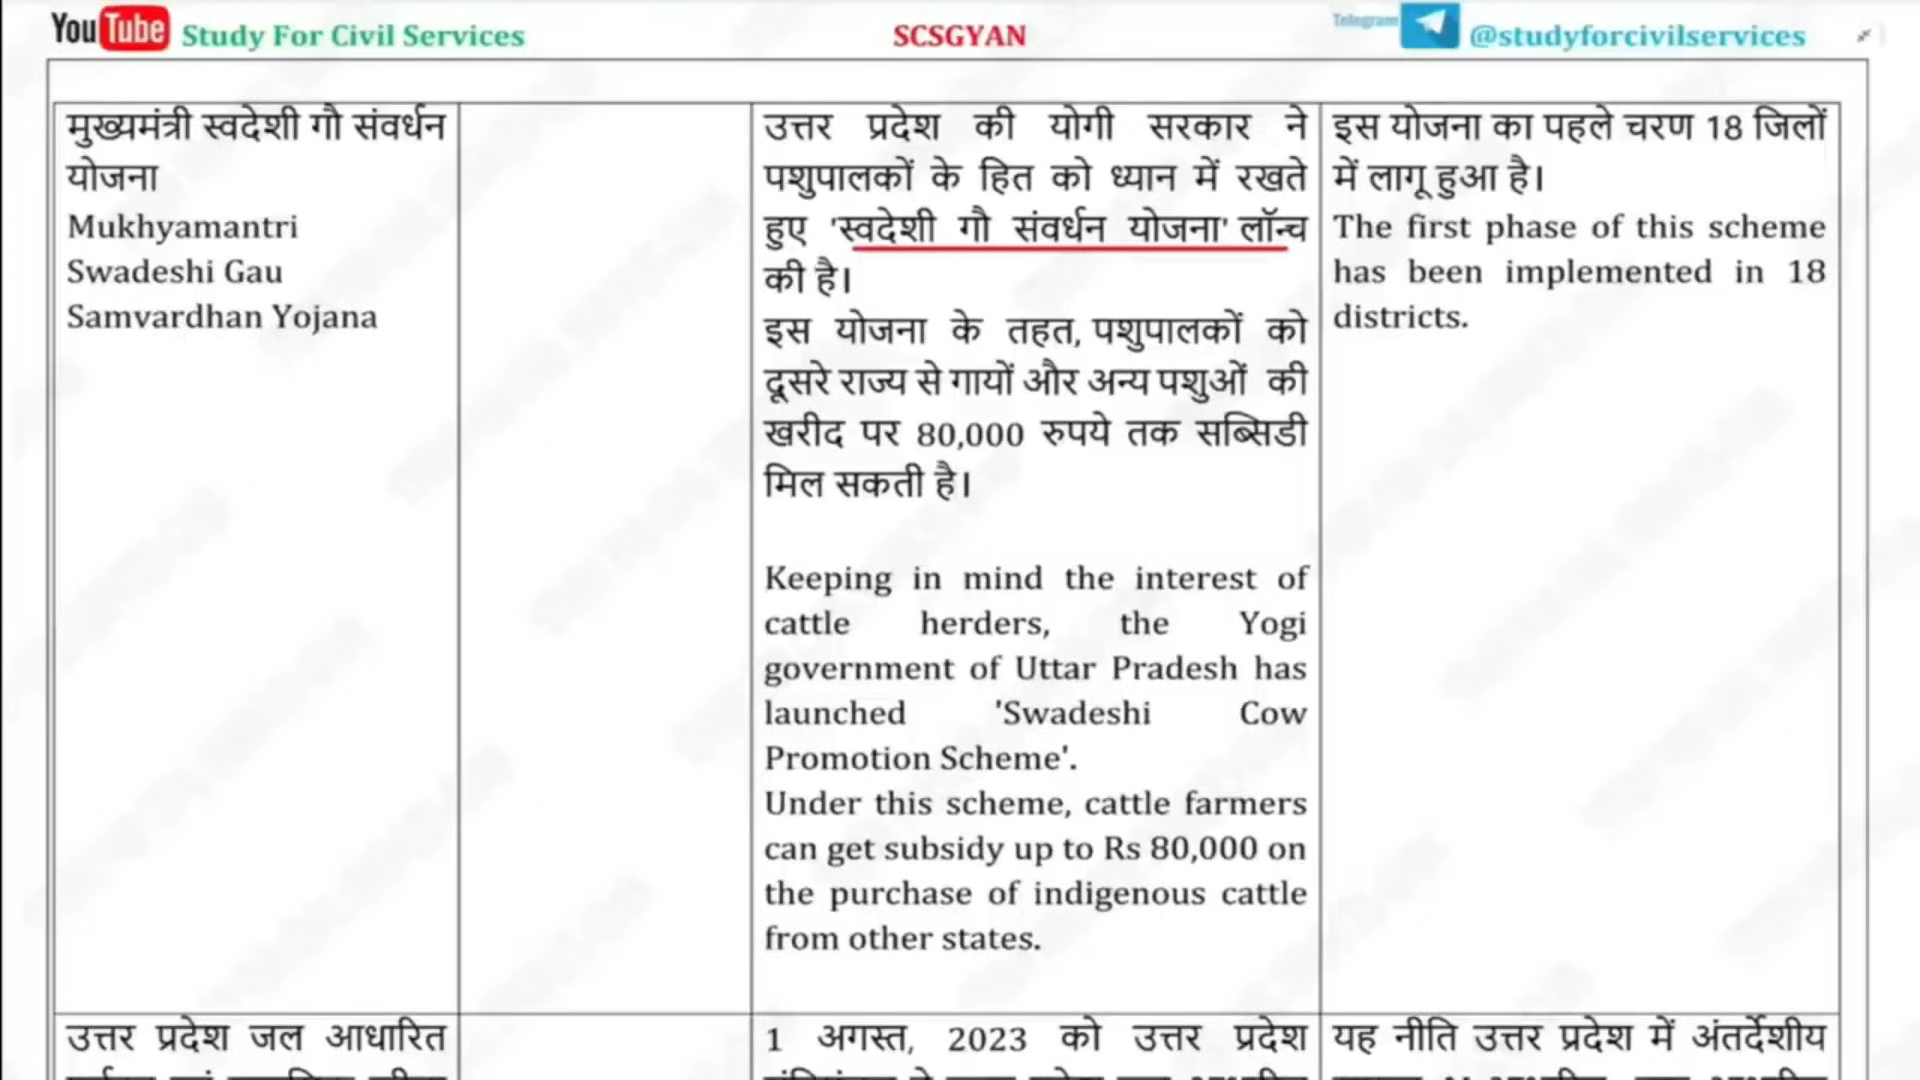 YouTube Study For Civil Services
SCSGYAN
Telegram @studyforcivilservices
मुख्यमंत्री स्वदेशी गौ संवर्धन
योजना
Mukhyamantri
Swadeshi Gau
Samvardhan Yojana
उत्तर प्रदेश की योगी सरकार ने
पशुपालकों के हित को ध्यान में रखते
हुए 'स्वदेशी गौ संवर्धन योजना' लॉन्च
की है।
इस योजना के तहत, पशुपालकों को
दूसरे राज्य से गायों और अन्य पशुओं की
खरीद पर 80,000 रुपये तक सब्सिडी
मिल सकती है।
Keeping in mind the interest of
cattle herders, the Yogi
government of Uttar Pradesh has
launched 'Swadeshi Cow
Promotion Scheme'.
Under this scheme, cattle farmers
can get subsidy up to Rs 80,000 on
the purchase of indigenous cattle
from other states.
इस योजना का पहले चरण 18 जिलों
में लागू हुआ है।
The first phase of this scheme
has been implemented in 18
districts.
उत्तर प्रदेश जल आधारित
1 अगस्त, 2023 को उत्तर प्रदेश
यह नीति उत्तर प्रदेश में अंतर्देशीय